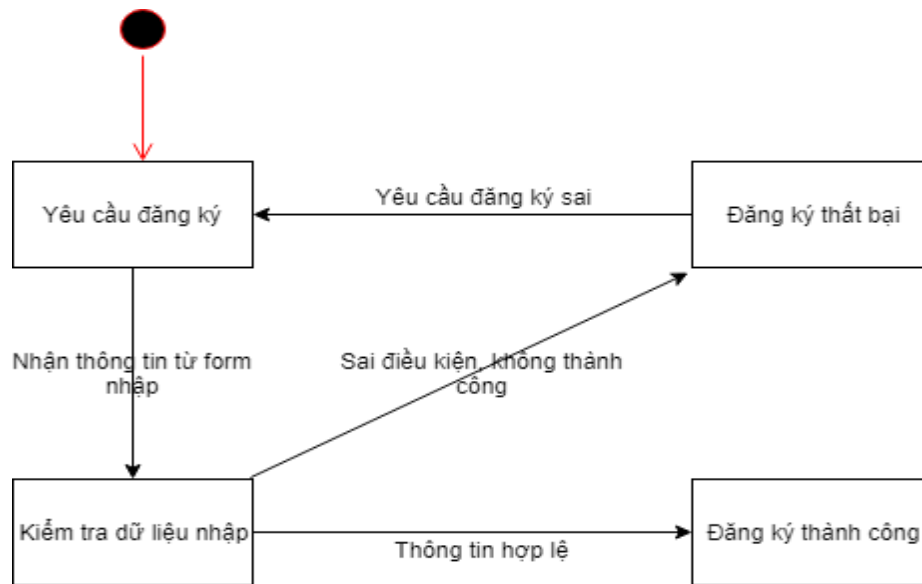 Yêu cầu đăng ký
Yêu cầu đăng ký sai
Đăng ký thất bại
Nhận thông tin từ form
nhập
Sai điều kiện, không thành
công
Kiểm tra dữ liệu nhập
Thông tin hợp lệ
Đăng ký thành công